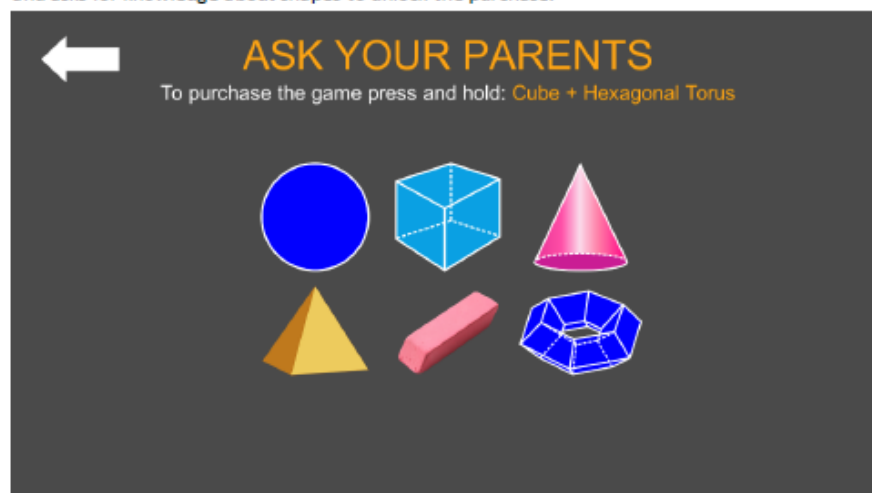 ASK YOUR PARENTS
To purchase the game press and hold: Cube + Hexagonal Torus